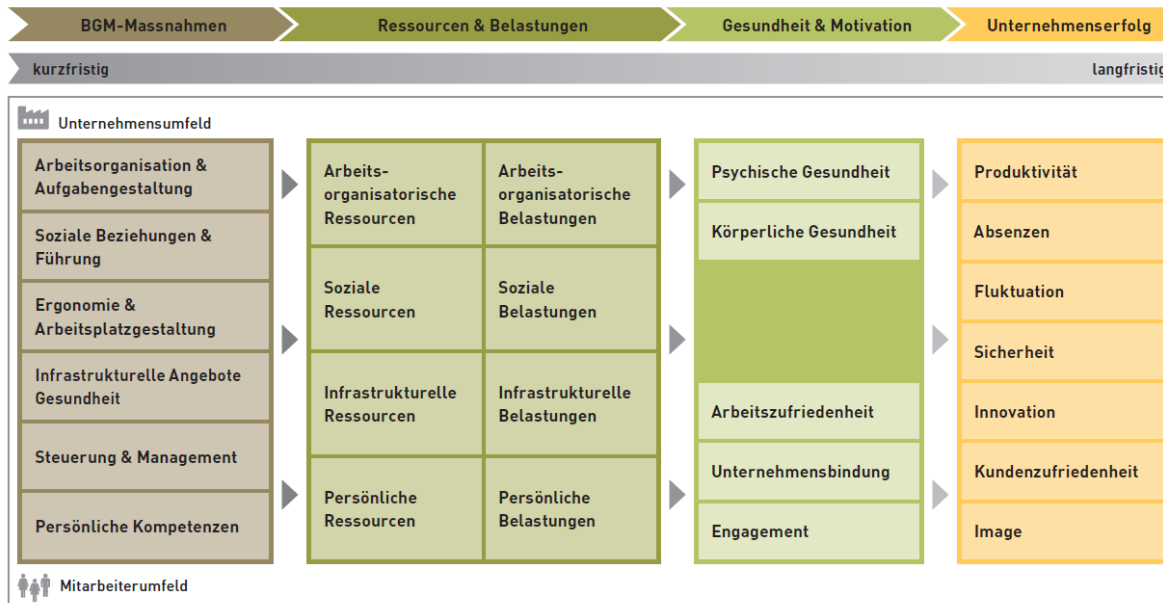 BGM-Massnahmen
Ressourcen & Belastungen
Gesundheit & Motivation
Unternehmenserfolg
kurzfristig
langfristig
Unternehmensumfeld
Arbeitsorganisation &
Aufgabengestaltung
Soziale Beziehungen &
Führung
Ergonomie &
Arbeitsplatzgestaltung
Infrastrukturelle Angebote
Gesundheit
Steuerung & Management
Persönliche Kompetenzen
Arbeits-
organisatorische
Ressourcen
Arbeits-
organisatorische
Belastungen
Soziale
Ressourcen
Soziale
Belastungen
Infrastrukturelle
Ressourcen
Infrastrukturelle
Belastungen
Persönliche
Ressourcen
Persönliche
Belastungen
Psychische Gesundheit
Körperliche Gesundheit
Arbeitszufriedenheit
Unternehmensbindung
Engagement
Produktivität
Absenzen
Fluktuation
Sicherheit
Innovation
Kundenzufriedenheit
Image
Mitarbeiterumfeld